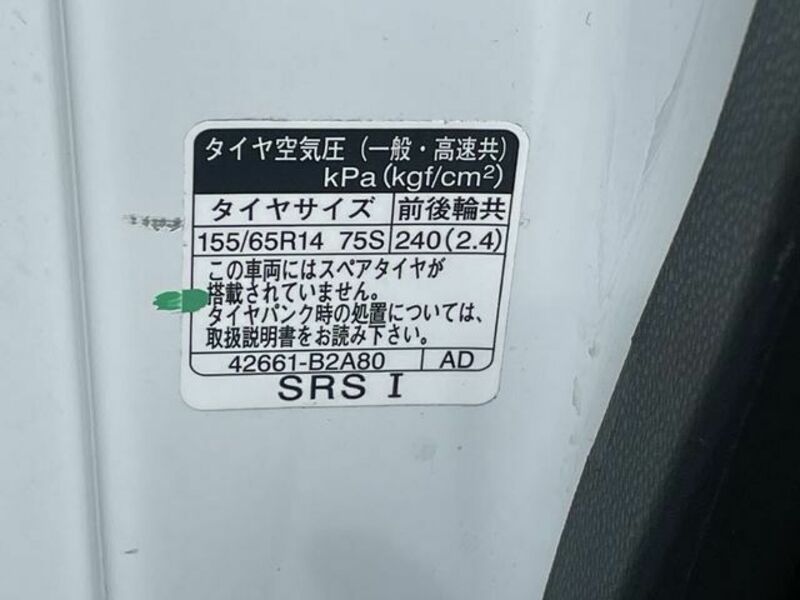 タイヤ空気圧（一般・高速共）
kPa(kgf/cm²)
タイヤサイズ 前後輪共
155/65R14 75S 240(2.4)
この車両にはスペアタイヤが
搭載されていません。
タイヤパンク時の処置については、
取扱説明書をお読み下さい。
42661-B2A80 AD
SRS I